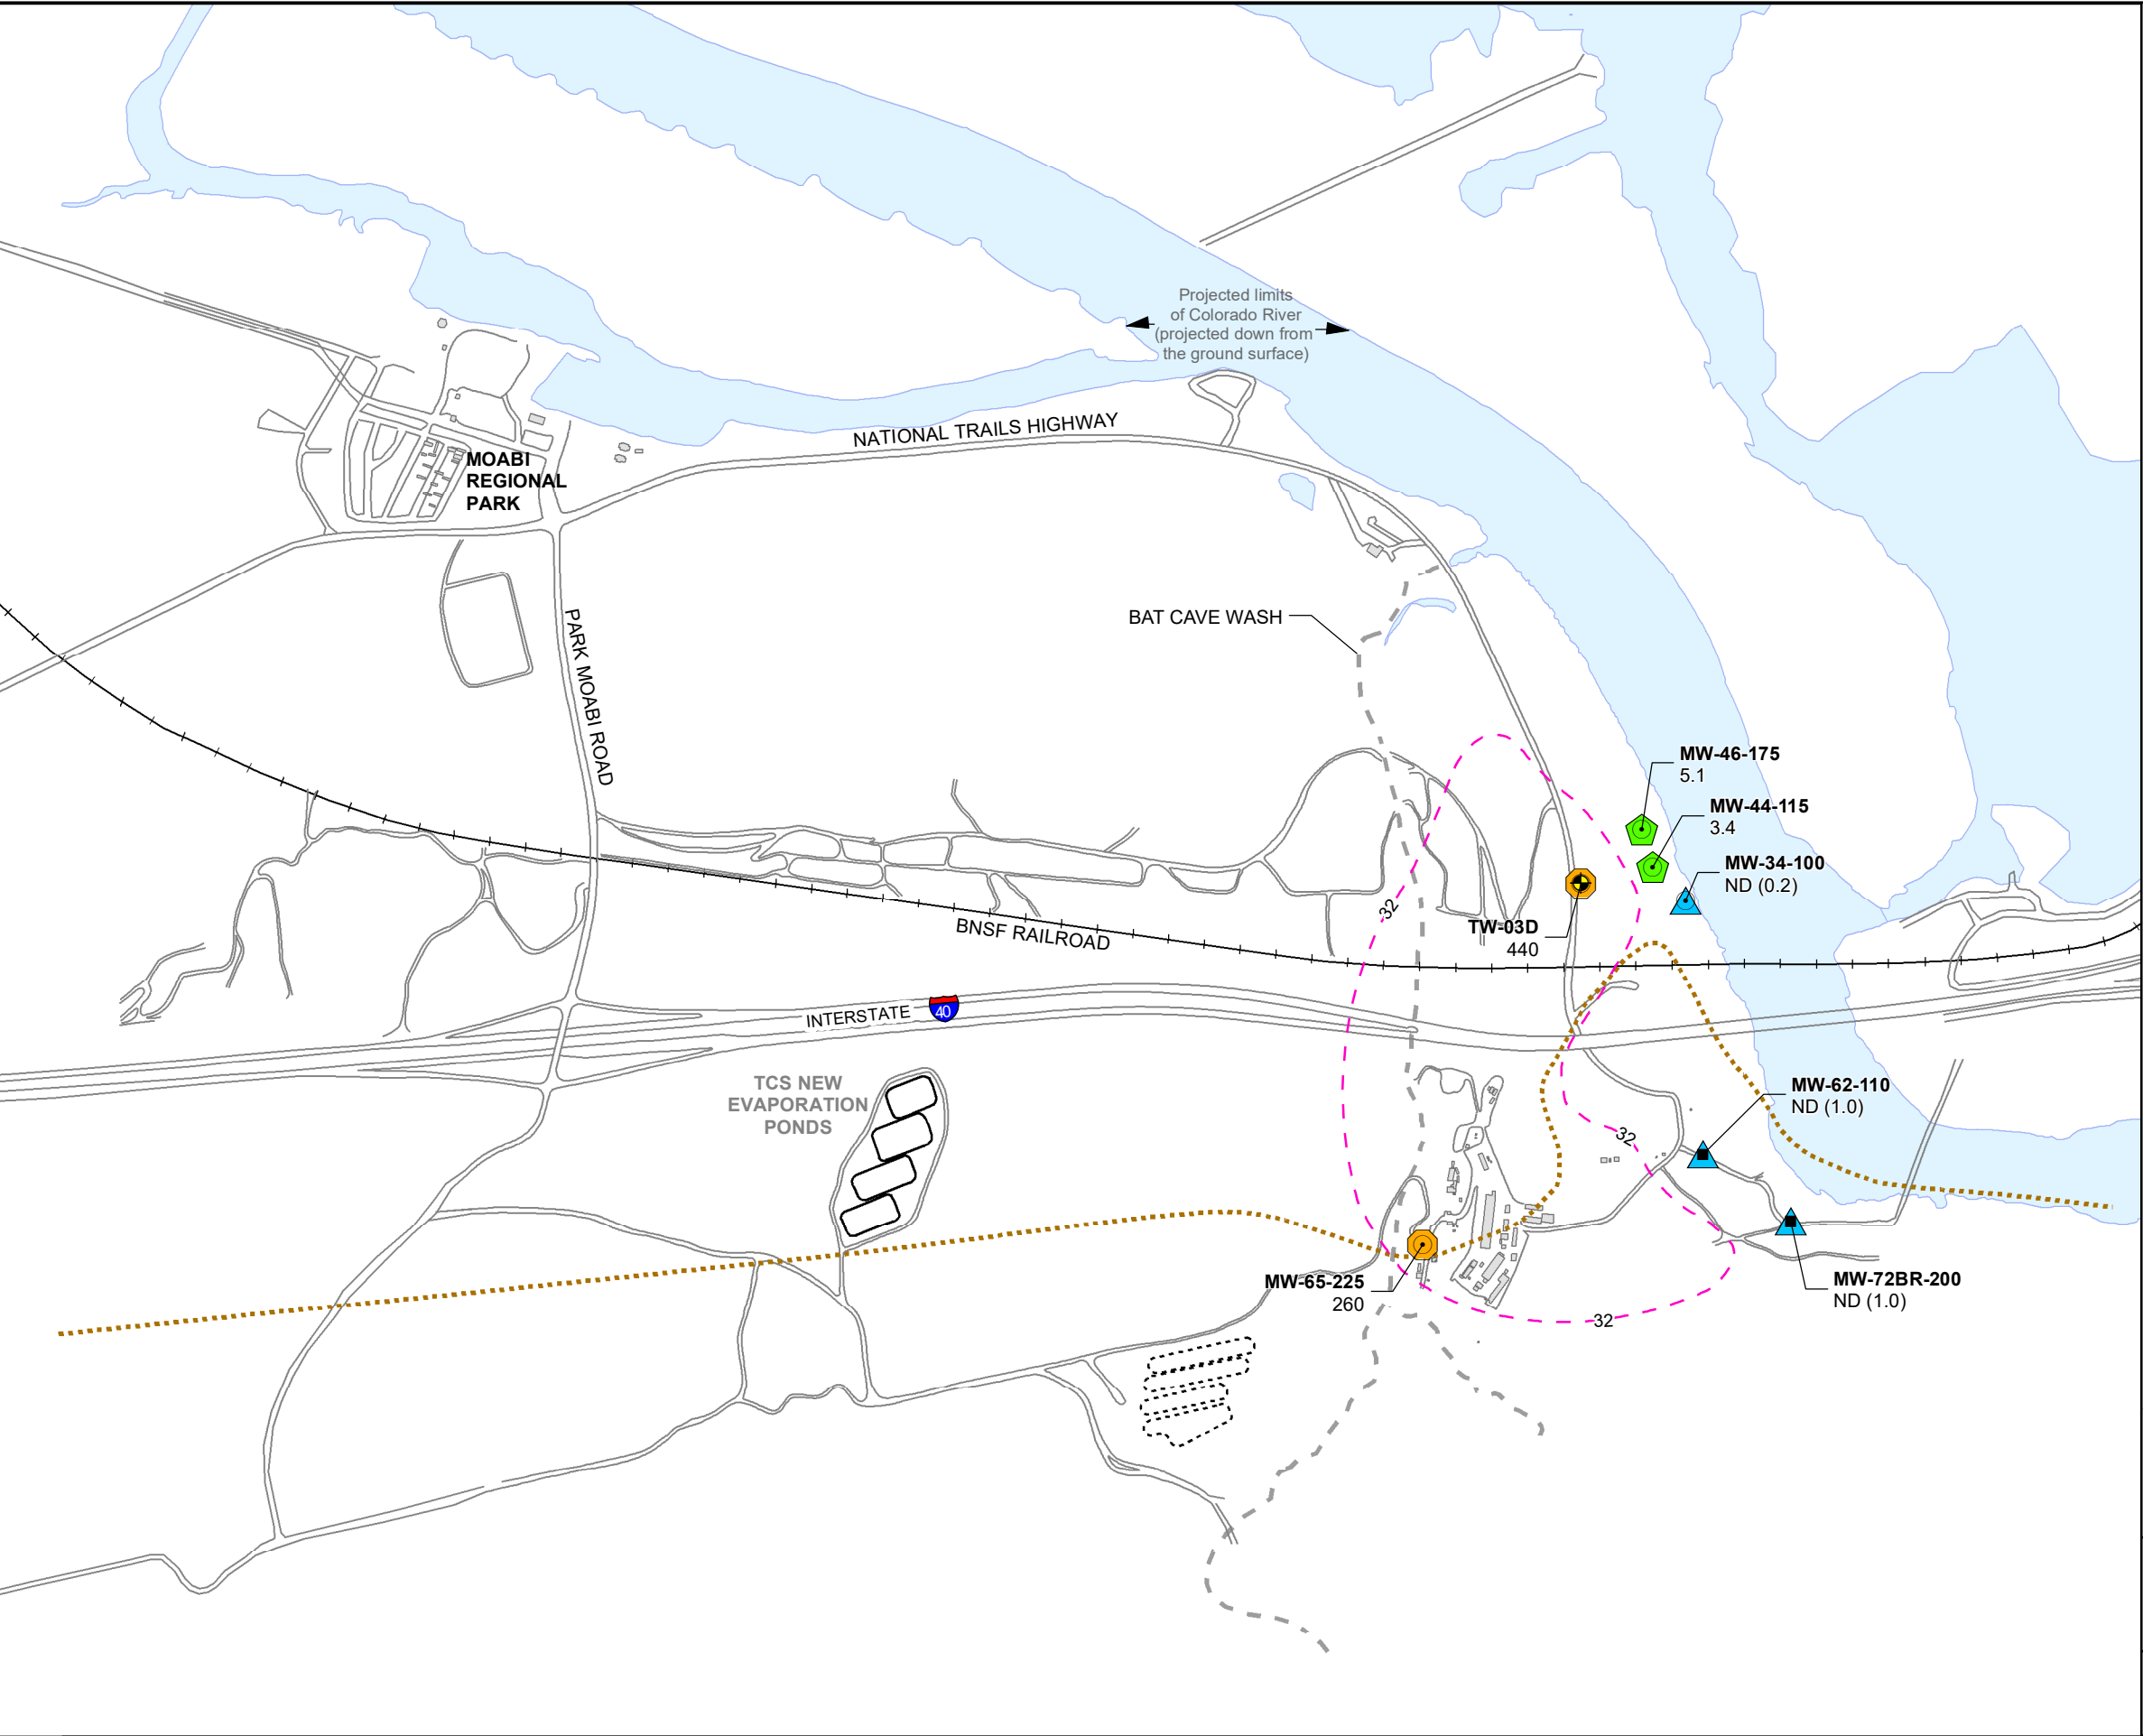 Projected limits
of Colorado River
(projected down from
the ground surface)
NATIONAL TRAILS HIGHWAY
MOABI
REGIONAL
PARK
BAT CAVE WASH
PARK MOABI ROAD
MW-46-175
5.1
MW-44-115
3.4
MW-34-100
ND (0.2)
32
TW-03D
440
BNSF RAILROAD
INTERSTATE
40
TCS NEW
EVAPORATION
PONDS
MW-62-110
ND (1.0)
32
MW-65-225
260
MW-72BR-200
ND (1.0)
32